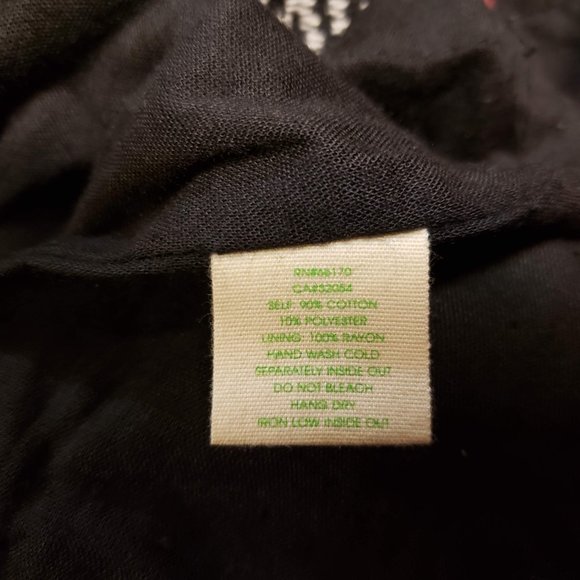 RN#66170
CA#32054
SELF: 90% COTTON
10% POLYESTER
LINING: 100% RAYON
HAND WASH COLD
SEPARATELY INSIDE OUT
DO NOT BLEACH
HANG DRY
IRON LOW INSIDE OUT